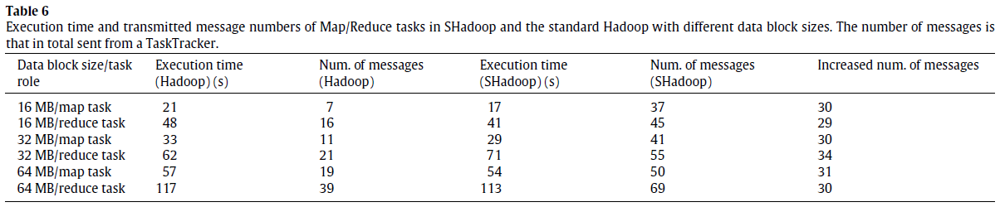 Table 6
Execution time and transmitted message numbers of Map/Reduce tasks in SHadoop and the standard Hadoop with different data block sizes. The number of messages is
that in total sent from a TaskTracker.
Data block size/task role Execution time (Hadoop) (s) Num. of messages (Hadoop) Execution time (SHadoop) (s) Num. of messages (SHadoop) Increased num. of messages
16 MB/map task 21 7 17 37 30
16 MB/reduce task 48 16 41 45 29
32 MB/map task 33 11 29 41 30
32 MB/reduce task 62 21 71 55 34
64 MB/map task 57 19 54 50 31
64 MB/reduce task 117 39 113 69 30